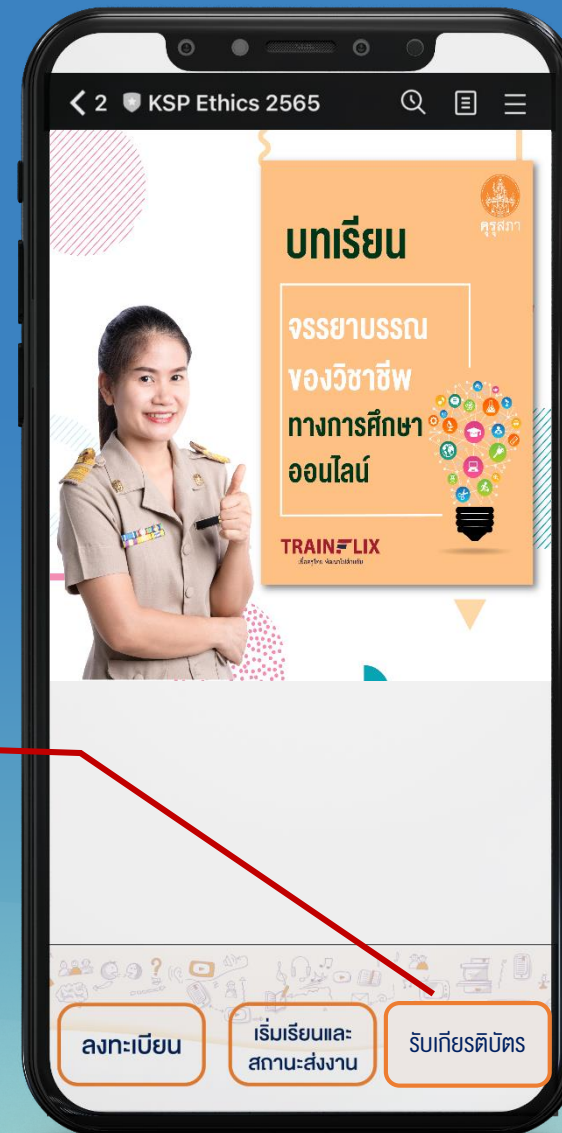 2 KSP Ethics 2565
คุรุสภา
บทเรียน
จรรยาบรรณ
ของวิชาชีพ
ทางการศึกษา
ออนไลน์
TRAINFLIX
ลงทะเบียน
เริ่มเรียนและ
สถานะส่งงาน
รับเกียรติบัตร